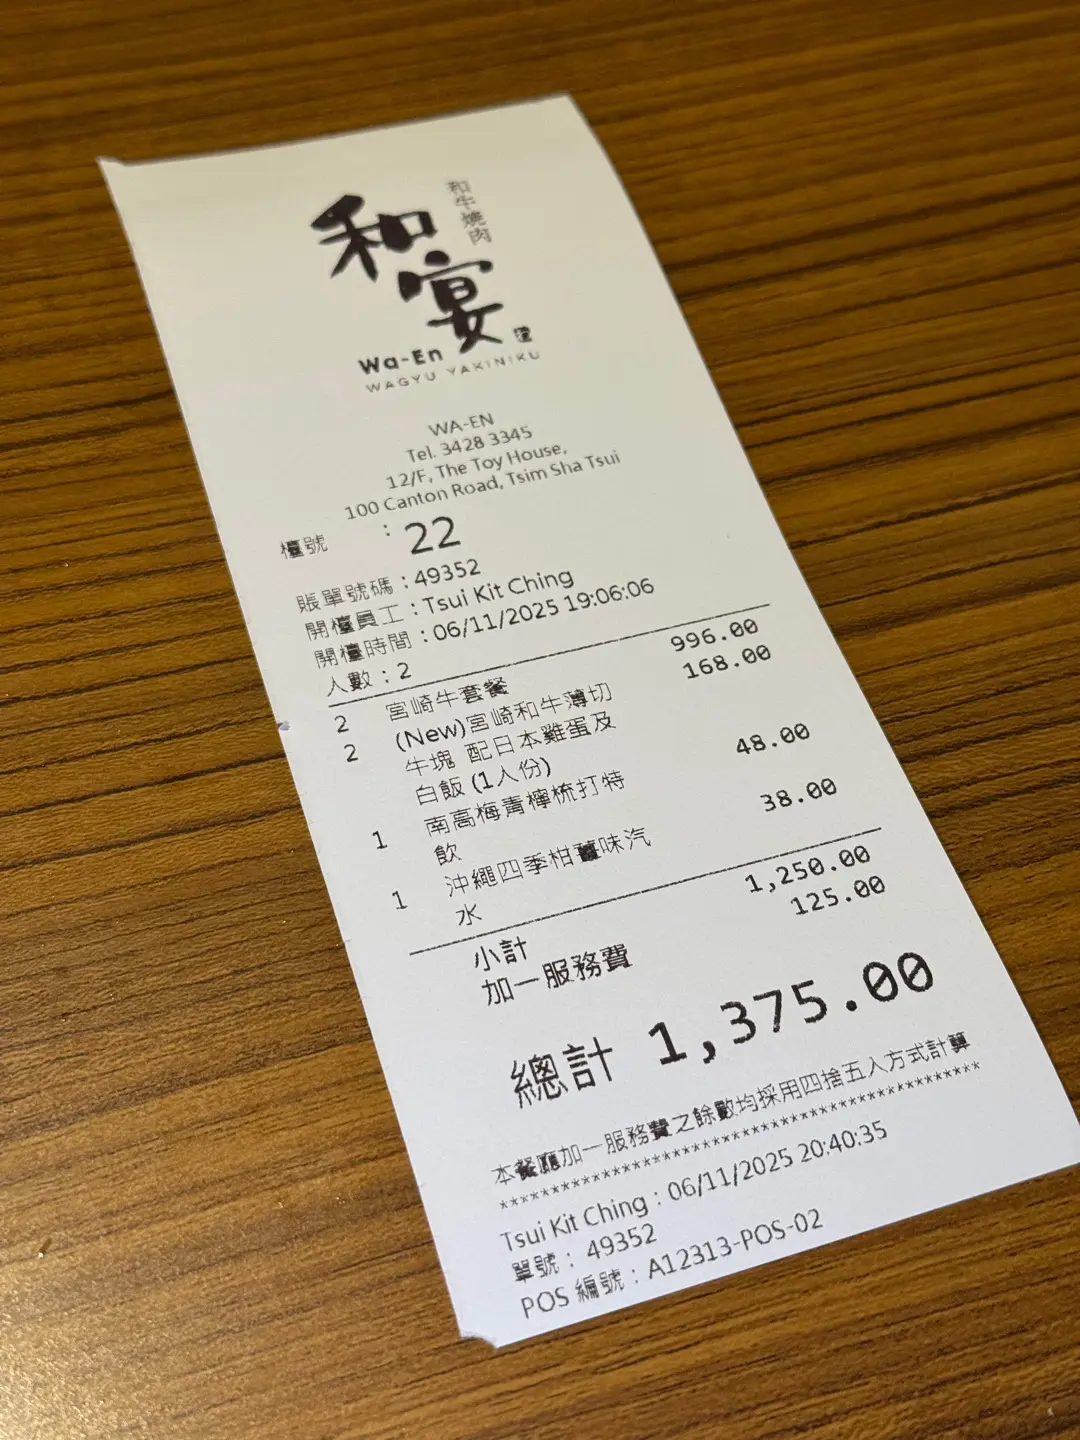 和牛燒肉
和宴
Wa-En
WAGYU YAKINIKU
WA-EN
Tel. 3428 3345
12/F, The Toy House,
100 Canton Road, Tsim Sha Tsui
檯號 : 22
賬單號碼 : 49352
開檯員工 : Tsui Kit Ching
開檯時間 : 06/11/2025 19:06:06
人數 : 2
2 宮崎牛套餐 996.00
2 (New)宮崎和牛薄切 168.00
牛塊 配日本雞蛋及
白飯 (1人份)
1 南高梅青檸梳打特 48.00
飲
1 沖繩四季柑薑味汽 38.00
水
小計 1,250.00
加一服務費 125.00
總計 1,375.00
本餐廳加一服務費之餘數均採用四捨五入方式計算
****************************************
Tsui Kit Ching : 06/11/2025 20:40:35
單號 : 49352
POS 編號 : A12313-POS-02